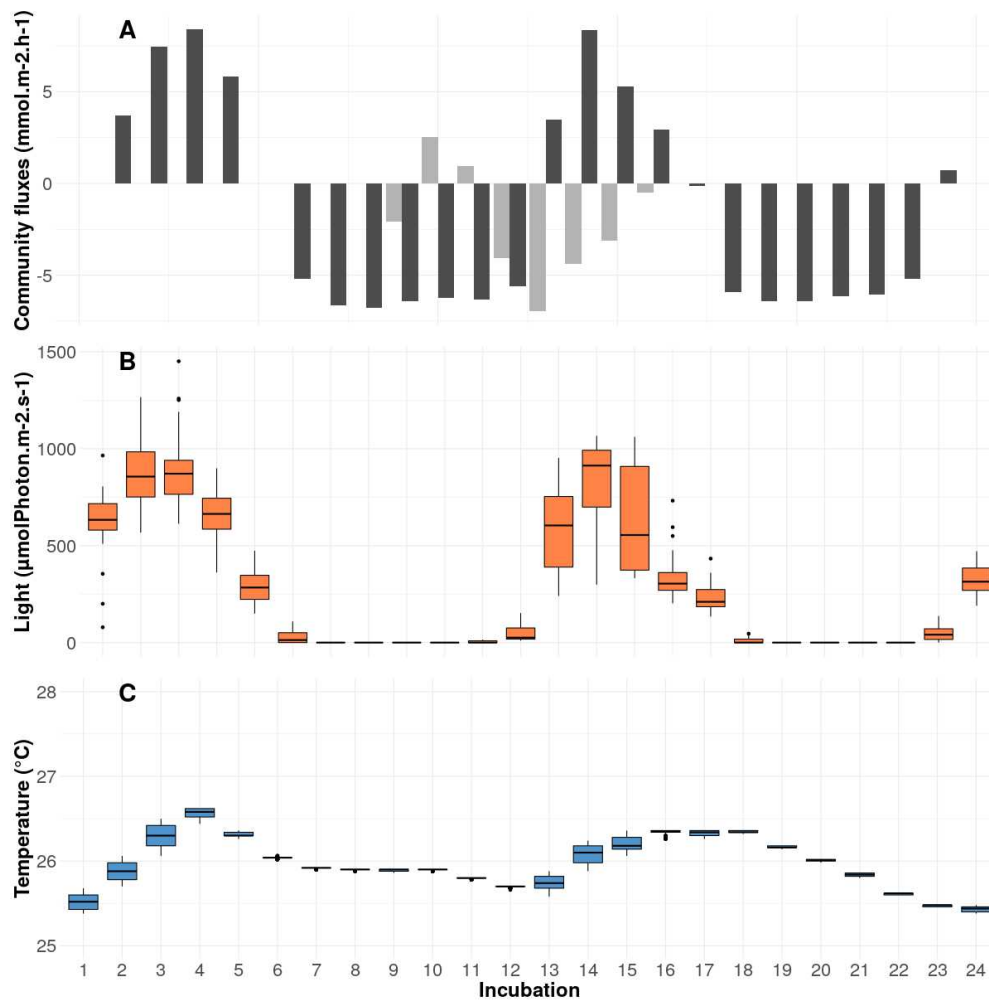 A
Community fluxes (mmol.m-2.h-1)
5
0
-5
B
Light (µmolPhoton.m-2.s-1)
1500
1000
500
0
C
Temperature (°C)
28
27
26
25
1 2 3 4 5 6 7 8 9 10 11 12 13 14 15 16 17 18 19 20 21 22 23 24
Incubation